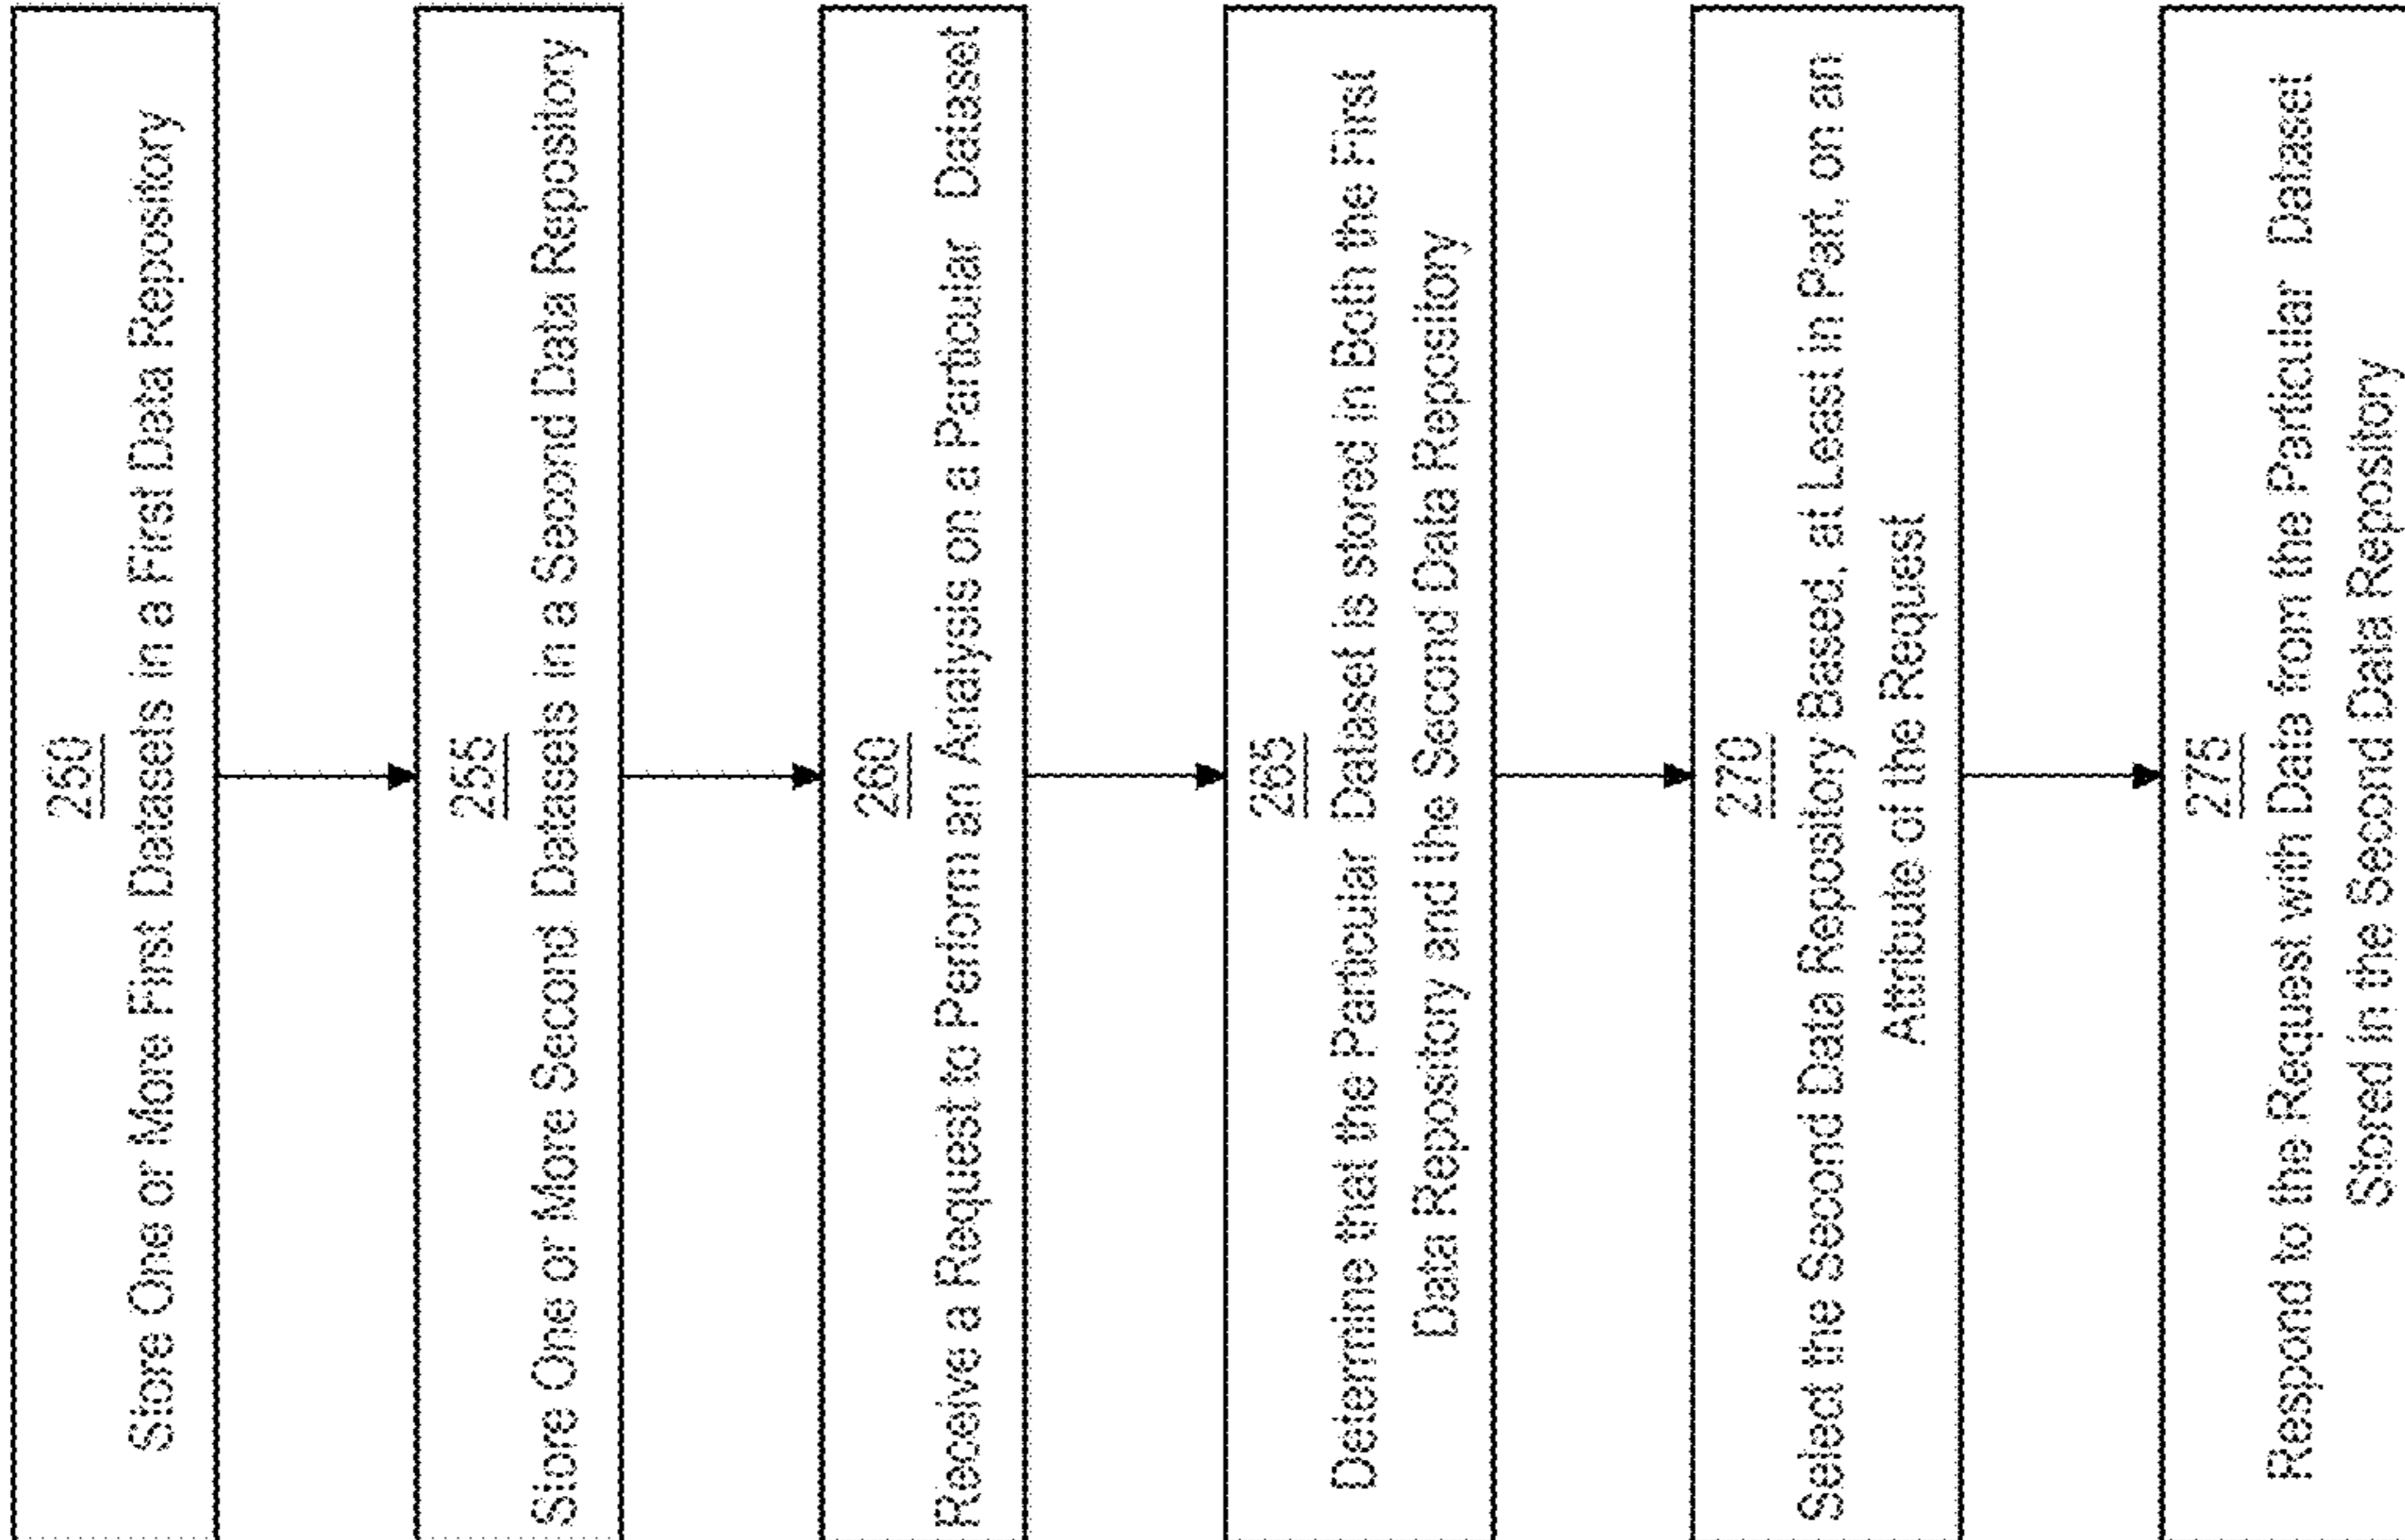 250
Store One or More First Datasets in a First Data Repository
255
Store One or More Second Datasets in a Second Data Repository
260
Receive a Request to Perform an Analysis on a Particular Dataset
265
Determine that the Particular Dataset is stored in Both the First
Data Repository and the Second Data Repository
270
Select the Second Data Repository Based, at Least in Part, on an
Attribute of the Request
275
Respond to the Request with Data from the Particular Dataset
Stored in the Second Data Repository